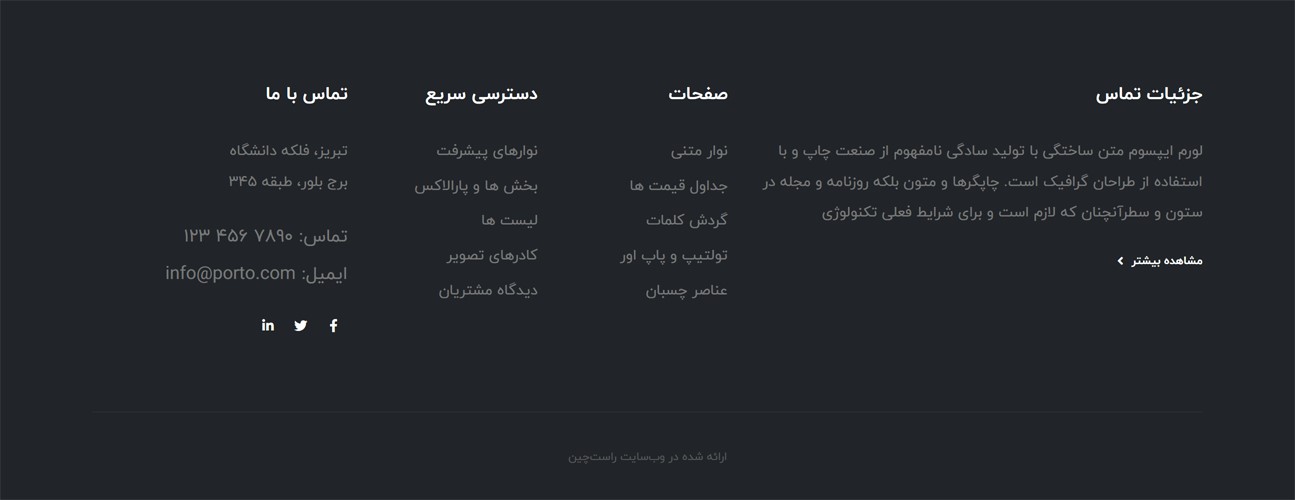 جزئیات تماس
لورم ایپسوم متن ساختگی با تولید سادگی نامفهوم از صنعت چاپ و با
استفاده از طراحان گرافیک است. چاپگرها و متون بلکه روزنامه و مجله در
ستون و سطرآنچنان که لازم است و برای شرایط فعلی تکنولوژی
مشاهده بیشتر
صفحات
نوار متنی
جداول قیمت ها
گردش کلمات
تولتیپ و پاپ اور
عناصر چسبان
دسترسی سریع
نوارهای پیشرفت
بخش ها و پارالاکس
لیست ها
کادرهای تصویر
دیدگاه مشتریان
تماس با ما
تبریز، فلکه دانشگاه
برج بلور، طبقه ۳۴۵
تماس: ۷۸۹۰ ۴۵۶ ۱۲۳
ایمیل: info@porto.com
ارائه شده در وب‌سایت راست‌چین